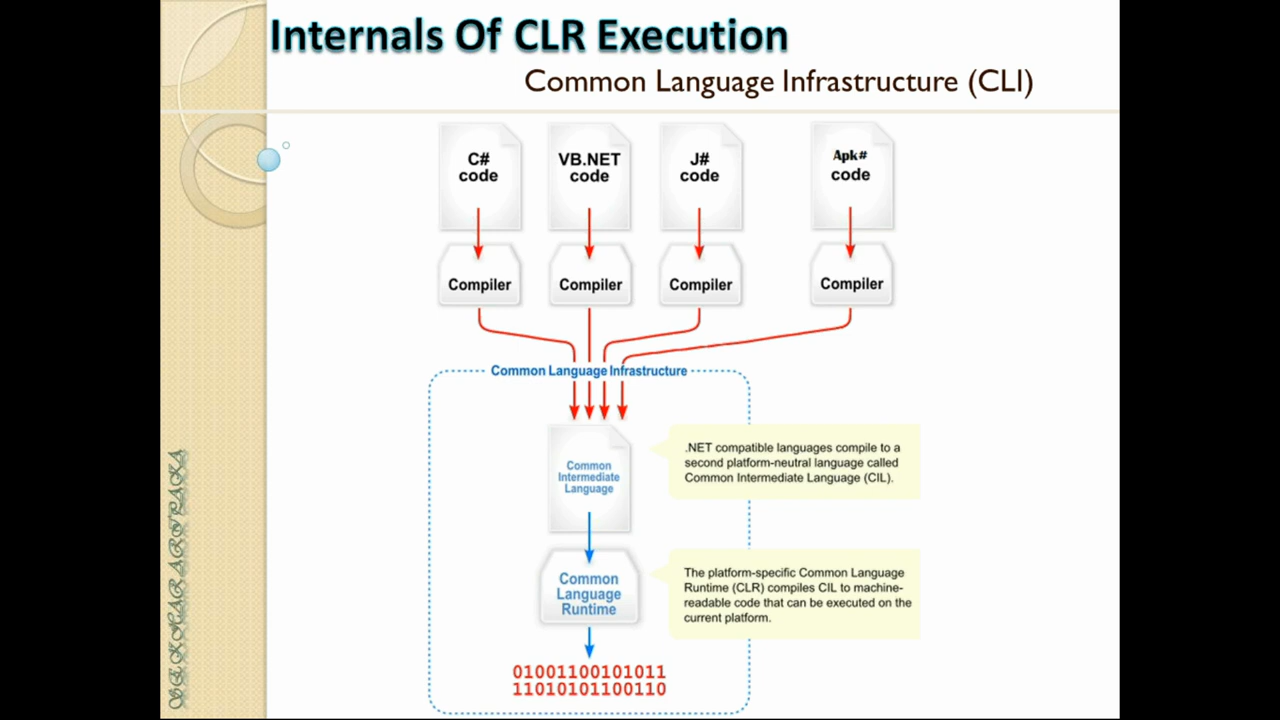 Internals Of CLR Execution
Common Language Infrastructure (CLI)
C#
code
VB.NET
code
J#
code
Apk#
code
Compiler
Compiler
Compiler
Compiler
Common Language Infrastructure
Common
Intermediate
Language
.NET compatible languages compile to a
second platform-neutral language called
Common Intermediate Language (CIL).
Common
Language
Runtime
The platform-specific Common Language
Runtime (CLR) compiles CIL to machine-
readable code that can be executed on the
current platform.
01001100101011
11010101100110